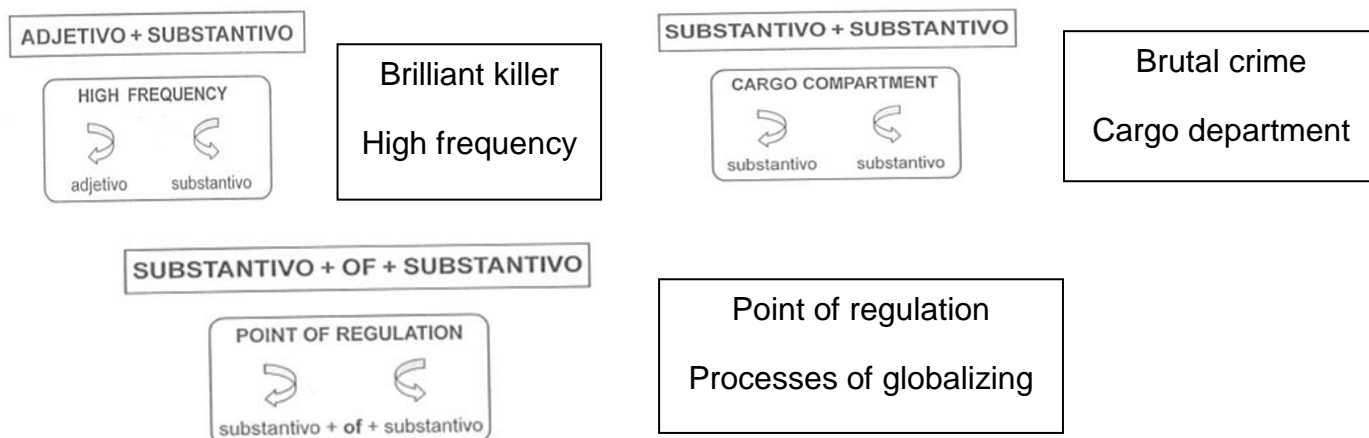 ADJETIVO + SUBSTANTIVO
HIGH FREQUENCY
adjetivo substantivo
Brilliant killer
High frequency
SUBSTANTIVO + SUBSTANTIVO
CARGO COMPARTMENT
substantivo substantivo
Brutal crime
Cargo department
SUBSTANTIVO + OF + SUBSTANTIVO
POINT OF REGULATION
substantivo + of + substantivo
Point of regulation
Processes of globalizing